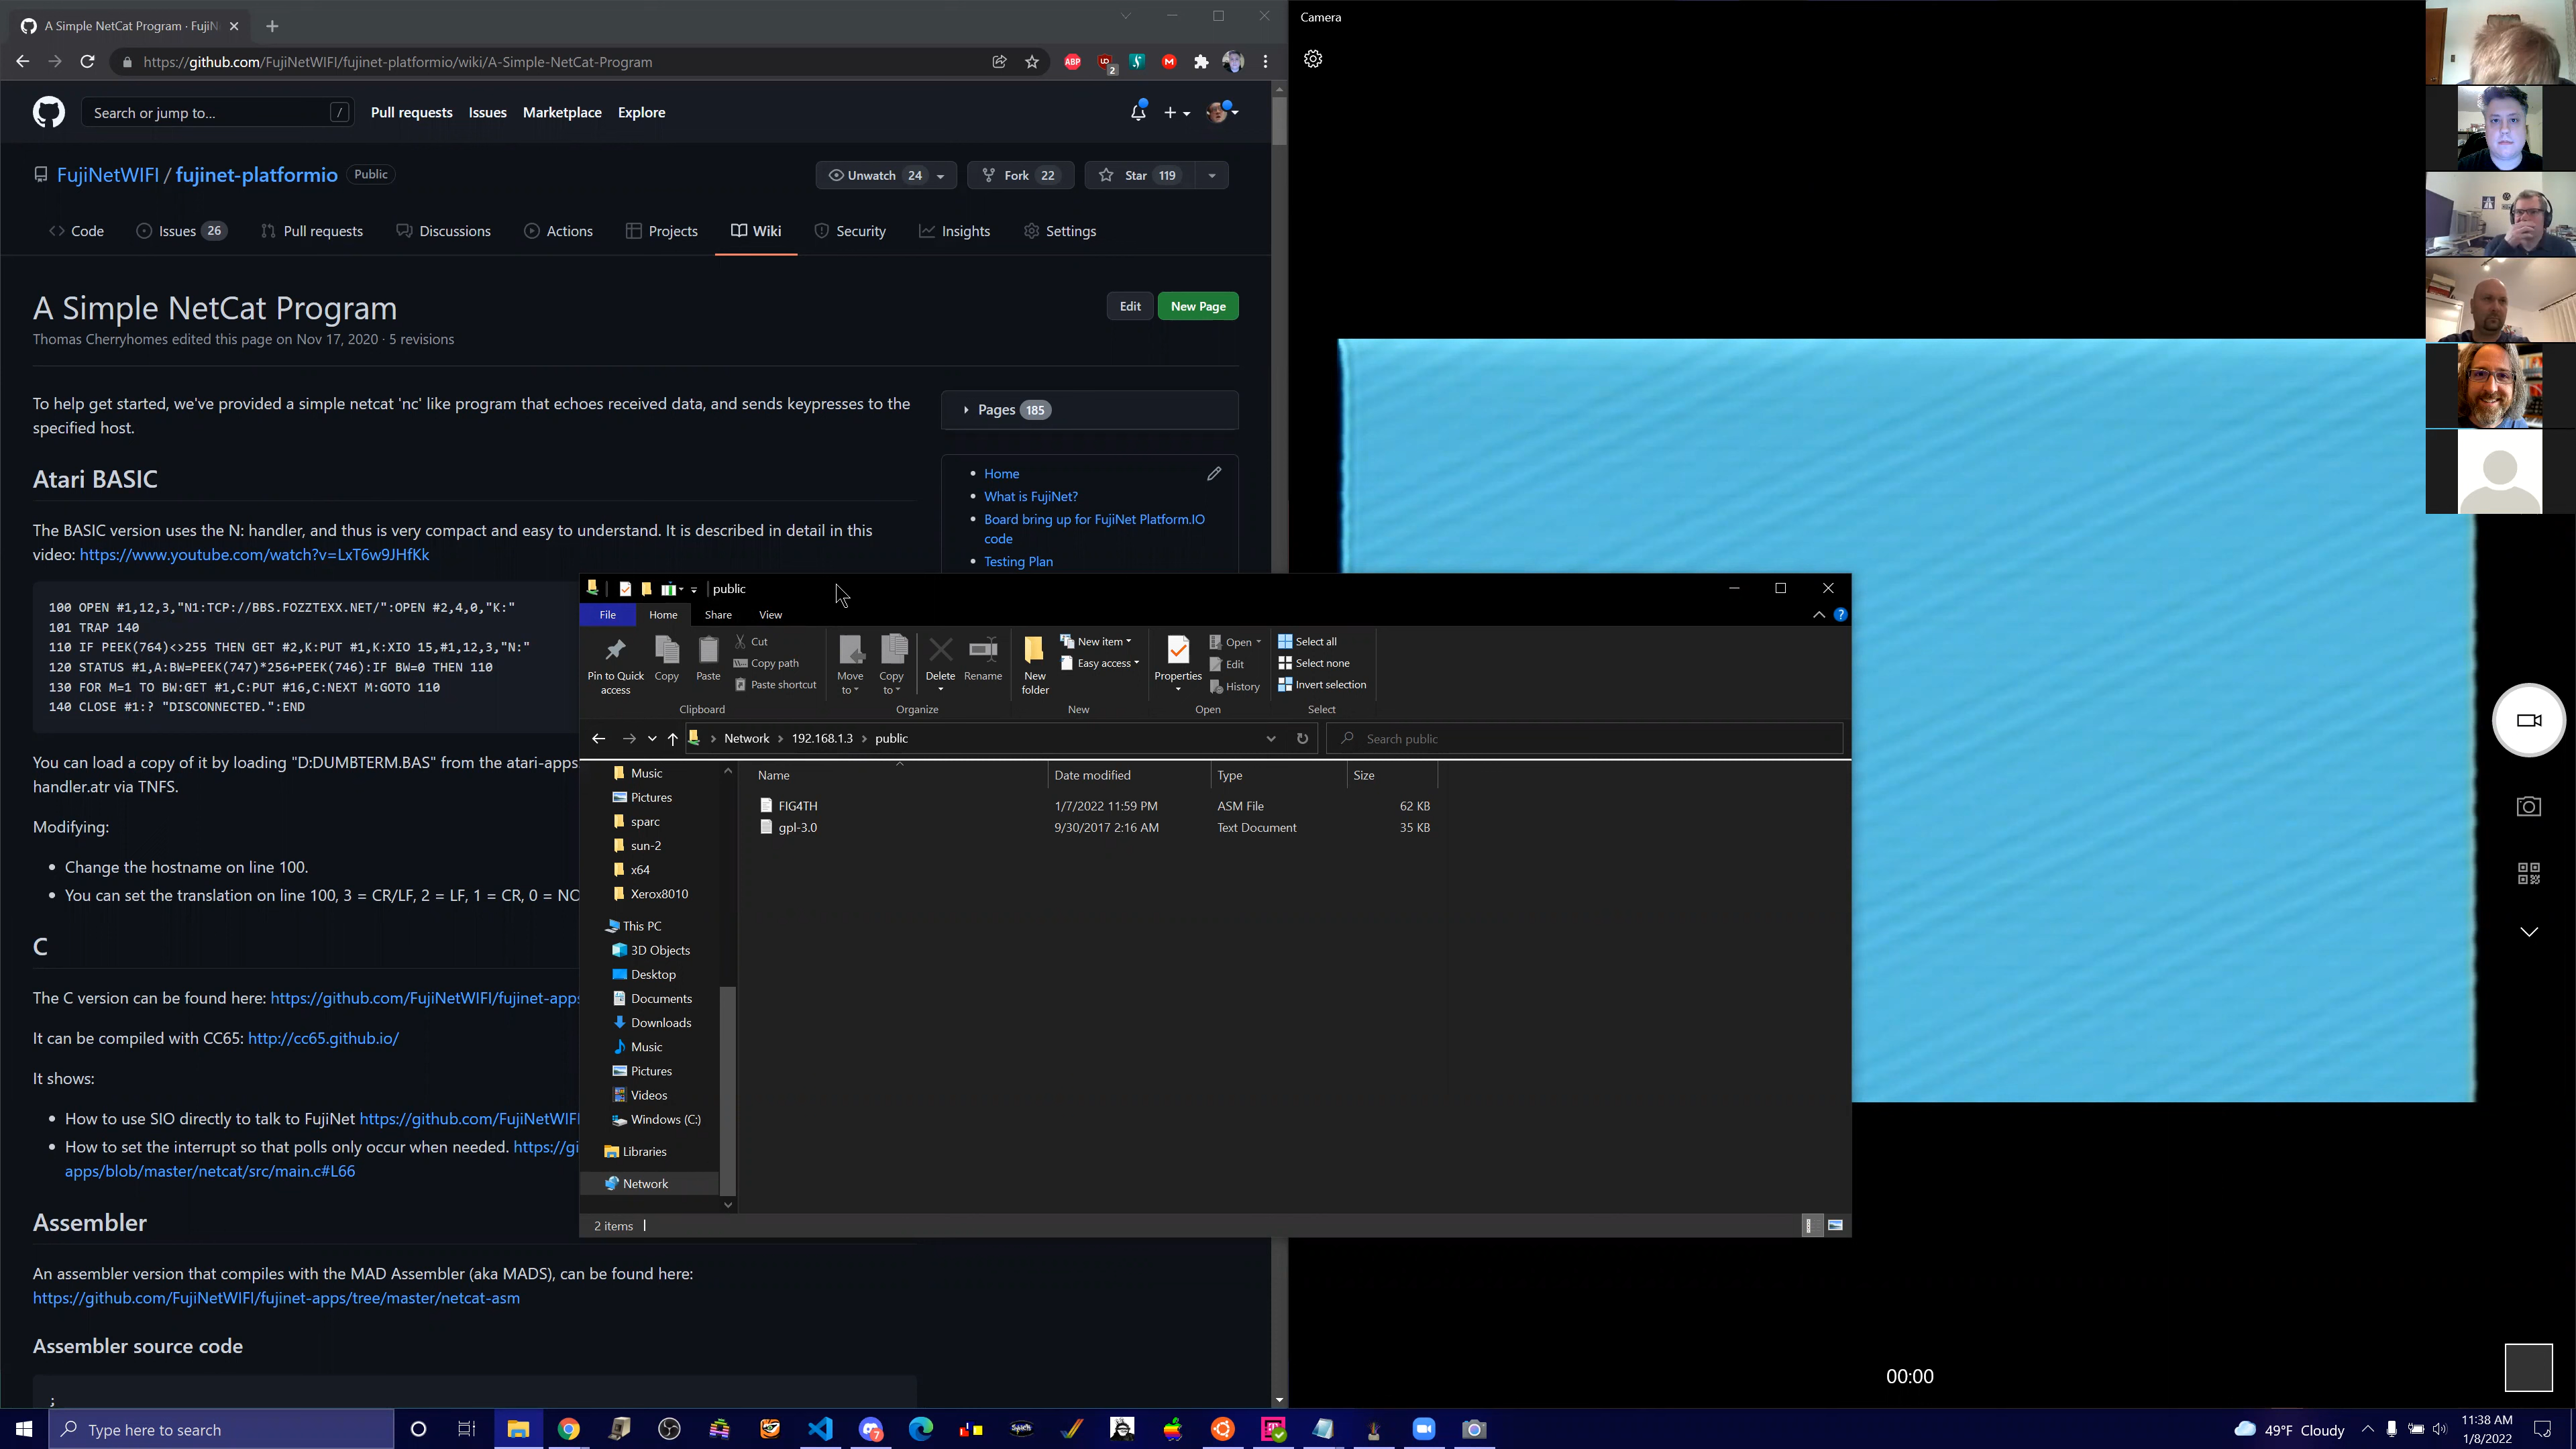 A Simple NetCat Program · FujiN
https://github.com/FujiNetWIFI/fujinet-platformio/wiki/A-Simple-NetCat-Program
ABP
2
Search or jump to...
/
Pull requests
Issues
Marketplace
Explore
FujiNetWIFI / fujinet-platformio
Public
Unwatch 24
Fork 22
Star 119
Code
Issues 26
Pull requests
Discussions
Actions
Projects
Wiki
Security
Insights
Settings
A Simple NetCat Program
Edit
New Page
Thomas Cherryhomes edited this page on Nov 17, 2020 · 5 revisions
To help get started, we've provided a simple netcat 'nc' like program that echoes received data, and sends keypresses to the
specified host.
Pages 185
Home
What is FujiNet?
Board bring up for FujiNet Platform.IO
code
Testing Plan
Atari BASIC
The BASIC version uses the N: handler, and thus is very compact and easy to understand. It is described in detail in this
video: https://www.youtube.com/watch?v=LxT6w9JHfKk
100 OPEN #1,12,3,"N1:TCP://BBS.FOZZTEXX.NET/":OPEN #2,4,0,"K:"
101 TRAP 140
110 IF PEEK(764)<>255 THEN GET #2,K:PUT #1,K:XIO 15,#1,12,3,"N:"
120 STATUS #1,A:BW=PEEK(747)*256+PEEK(746):IF BW=0 THEN 110
130 FOR M=1 TO BW:GET #1,C:PUT #16,C:NEXT M:GOTO 110
140 CLOSE #1:? "DISCONNECTED.":END
You can load a copy of it by loading "D:DUMBTERM.BAS" from the atari-apps
handler.atr via TNFS.
Modifying:
Change the hostname on line 100.
You can set the translation on line 100, 3 = CR/LF, 2 = LF, 1 = CR, 0 = NO
C
The C version can be found here: https://github.com/FujiNetWIFI/fujinet-apps
It can be compiled with CC65: http://cc65.github.io/
It shows:
How to use SIO directly to talk to FujiNet https://github.com/FujiNetWIFI
How to set the interrupt so that polls only occur when needed. https://gi
apps/blob/master/netcat/src/main.c#L66
Assembler
An assembler version that compiles with the MAD Assembler (aka MADS), can be found here:
https://github.com/FujiNetWIFI/fujinet-apps/tree/master/netcat-asm
Assembler source code
;
public
File
Home
Share
View
Pin to Quick
access
Copy
Paste
Cut
Copy path
Paste shortcut
Clipboard
Move
to
Copy
to
Delete
Rename
Organize
New
folder
New item
Easy access
New
Properties
Open
Edit
History
Open
Select all
Select none
Invert selection
Select
Network
192.168.1.3
public
Search public
Name
Date modified
Type
Size
FIG4TH
1/7/2022 11:59 PM
ASM File
62 KB
gpl-3.0
9/30/2017 2:16 AM
Text Document
35 KB
Music
Pictures
sparc
sun-2
x64
Xerox8010
This PC
3D Objects
Desktop
Documents
Downloads
Music
Pictures
Videos
Windows (C:)
Libraries
Network
2 items
Camera
00:00
Type here to search
7
49°F Cloudy
11:38 AM
1/8/2022